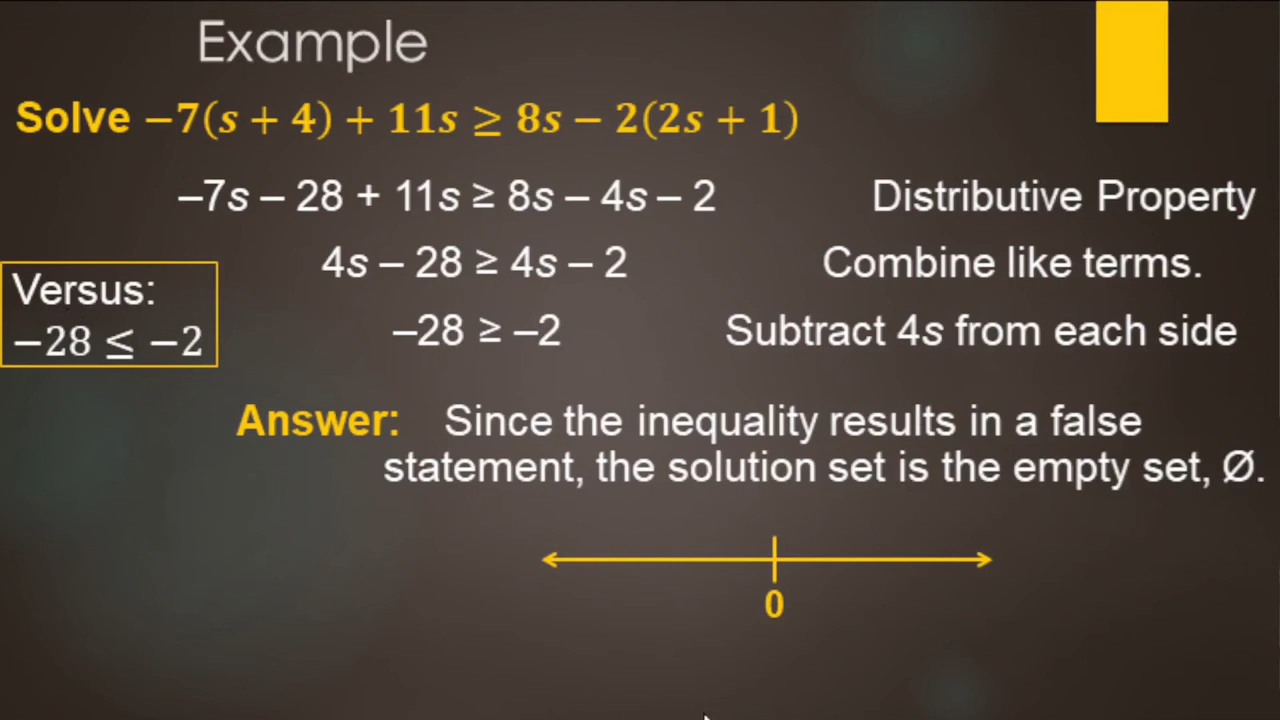 Example
Solve −7(s + 4) + 11s ≥ 8s − 2(2s + 1)
–7s – 28 + 11s ≥ 8s – 4s – 2 Distributive Property
4s – 28 ≥ 4s – 2 Combine like terms.
Versus:
−28 ≤ −2
–28 ≥ –2 Subtract 4s from each side
Answer: Since the inequality results in a false
statement, the solution set is the empty set, Ø.
0